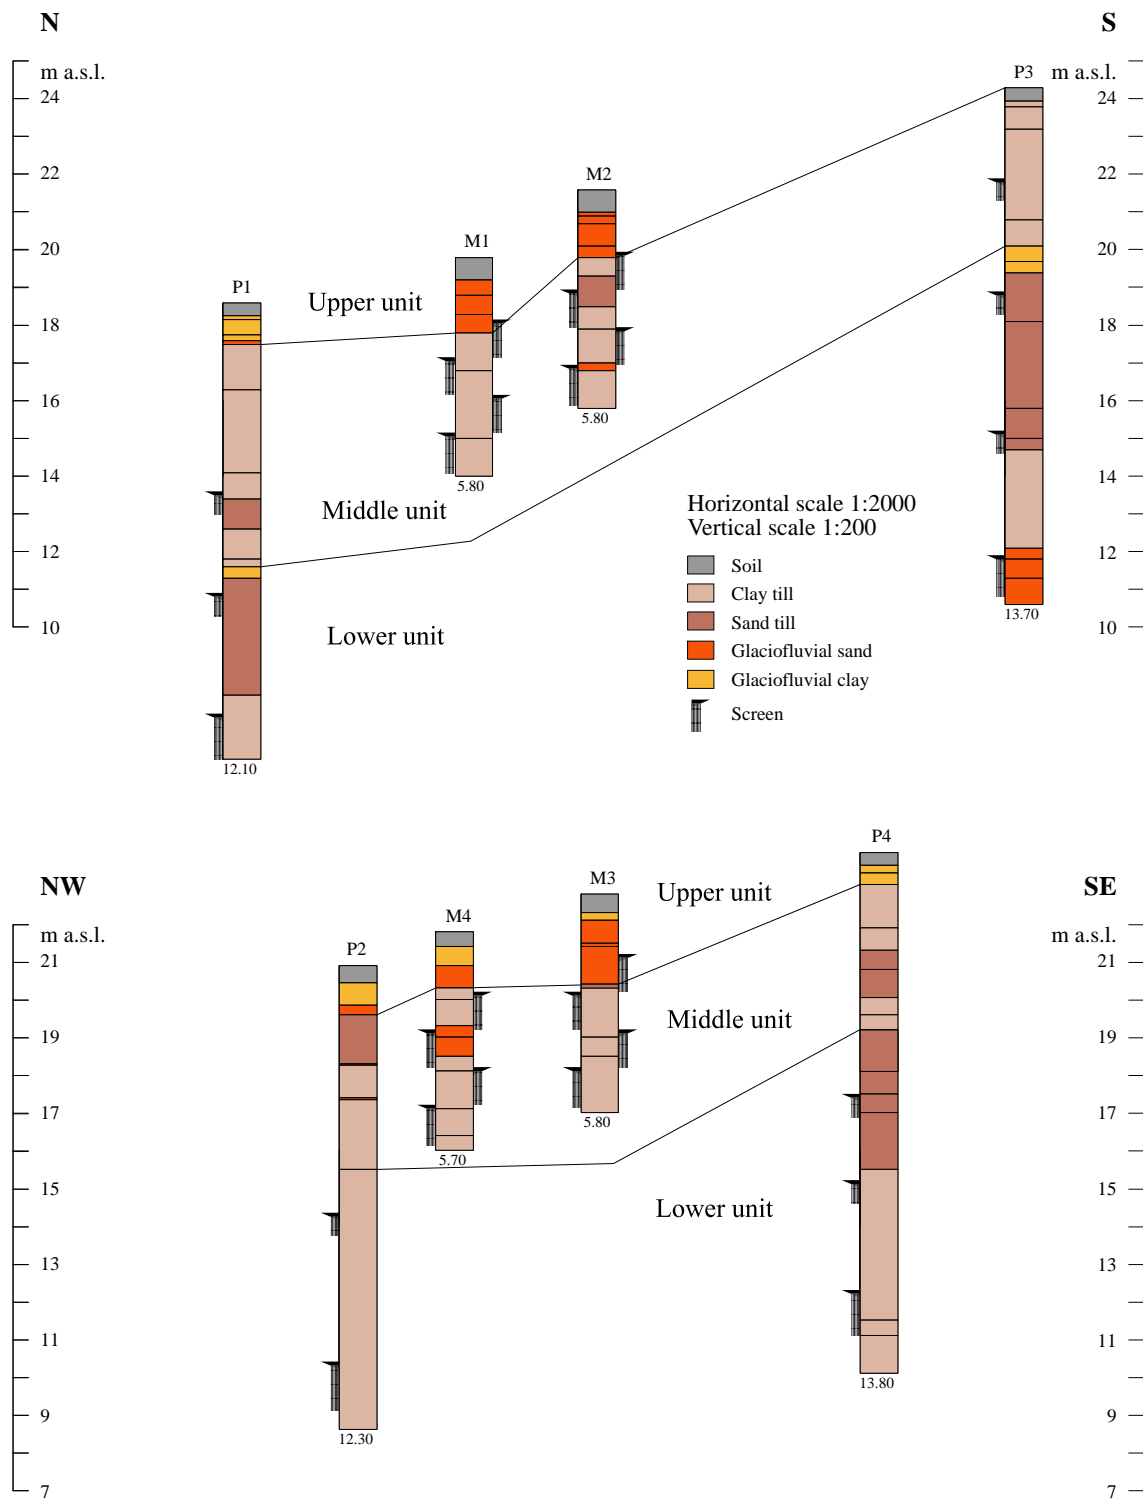 N
S
m a.s.l.
P3
m a.s.l.
24
24
M2
22
22
M1
20
20
P1
Upper unit
18
18
16
16
5.80
14
14
5.80
Middle unit
Horizontal scale 1:2000
Vertical scale 1:200
12
12
Soil
Clay till
13.70
Sand till
10
10
Lower unit
Glaciofluvial sand
Glaciofluvial clay
Screen
12.10
P4
NW
M3
Upper unit
SE
M4
m a.s.l.
P2
m a.s.l.
21
21
Middle unit
19
19
17
17
5.80
5.70
15
15
Lower unit
13
13
11
11
13.80
9
9
12.30
7
7